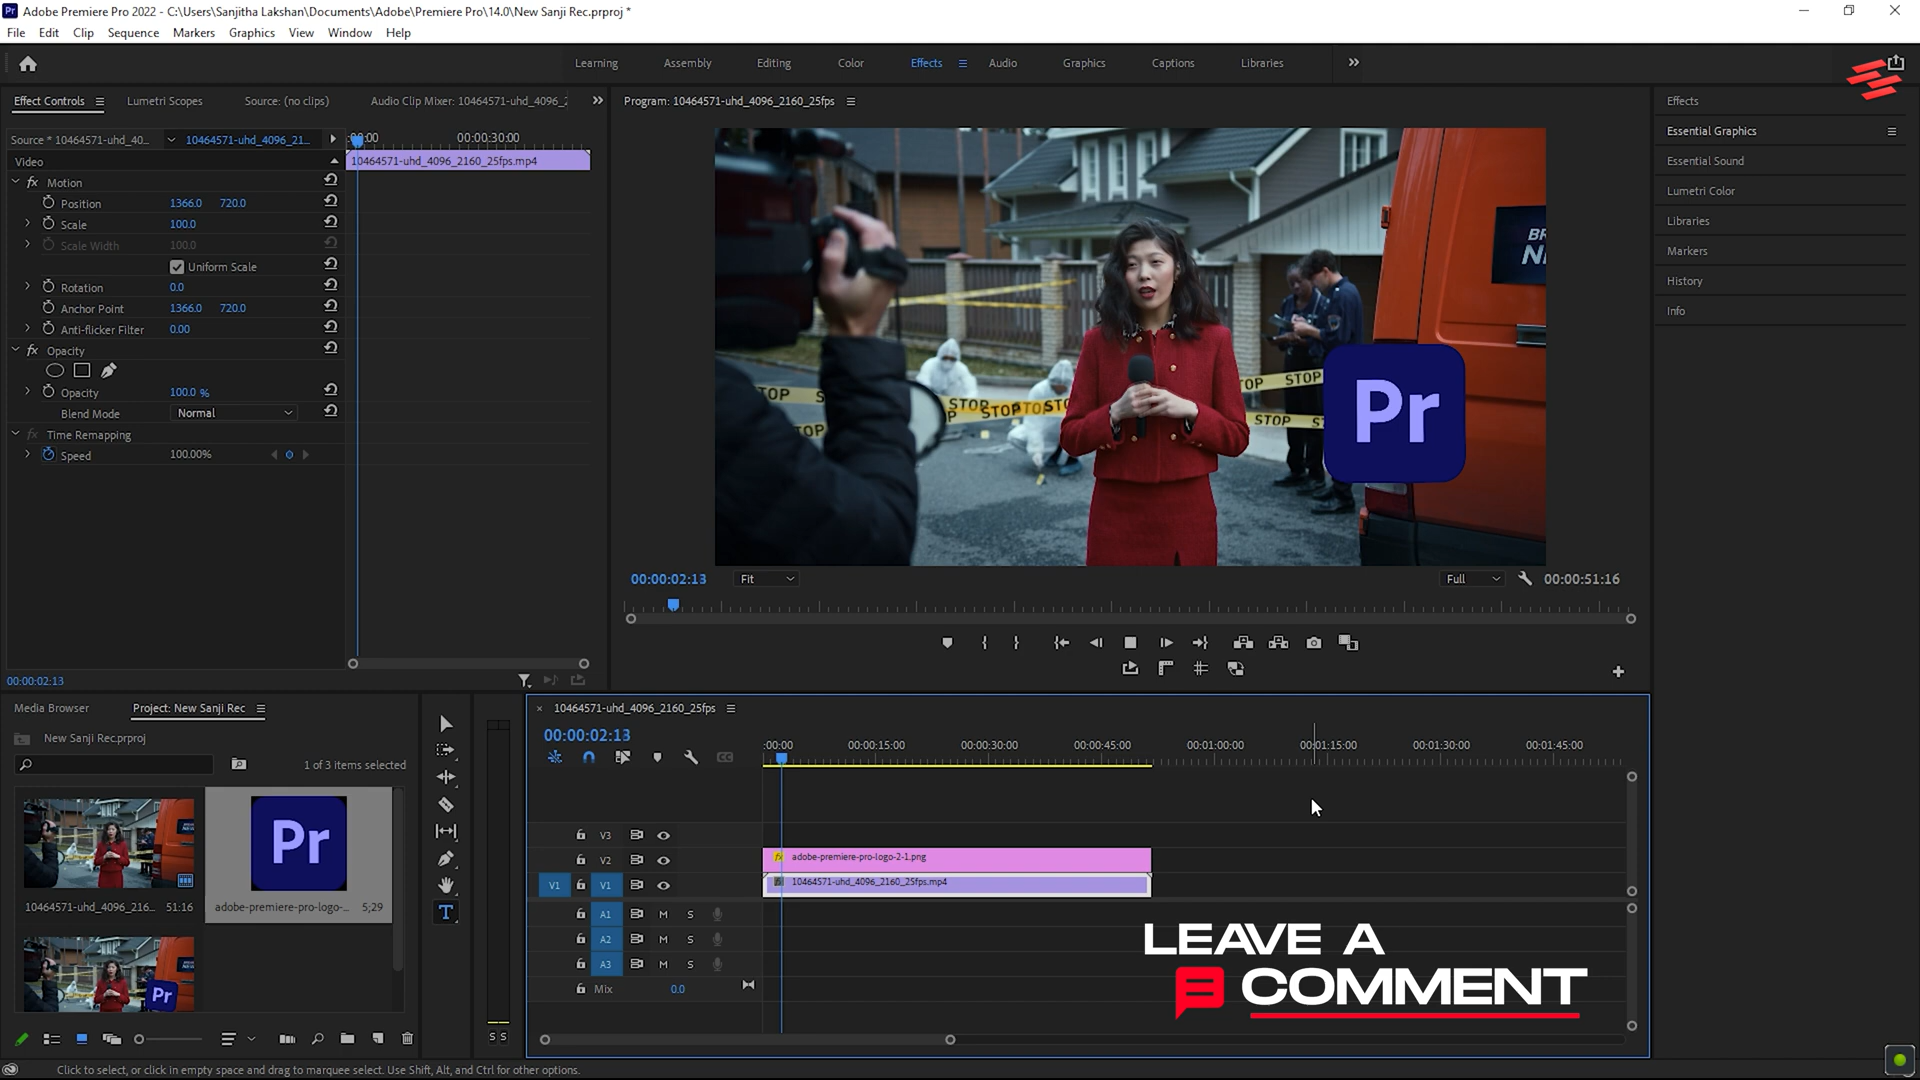 Pr Adobe Premiere Pro 2022 - C:\Users\Sanjitha Lakshan\Documents\Adobe\Premiere Pro\14.0\New Sanji Rec.prproj *
File Edit Clip Sequence Markers Graphics View Window Help
Learning Assembly Editing Color Effects Audio Graphics Captions Libraries
Effect Controls Lumetri Scopes Source: (no clips) Audio Clip Mixer: 10464571-uhd_4096_2
Program: 10464571-uhd_4096_2160_25fps
Source * 10464571-uhd_40... 10464571-uhd_4096_21...
:00:00 00:00:30:00
Video
10464571-uhd_4096_2160_25fps.mp4
fx Motion
Position 1366.0 720.0
Scale 100.0
Scale Width 100.0
Uniform Scale
Rotation 0.0
Anchor Point 1366.0 720.0
Anti-flicker Filter 0.00
fx Opacity
Opacity 100.0 %
Blend Mode Normal
fx Time Remapping
Speed 100.00%
00:00:02:13
BR
N
STOP STOP STOP STOP STOP
Pr
00:00:02:13 Fit Full 00:00:51:16
Effects
Essential Graphics
Essential Sound
Lumetri Color
Libraries
Markers
History
Info
Media Browser Project: New Sanji Rec
New Sanji Rec.prproj
1 of 3 items selected
Pr
10464571-uhd_4096_216... 51:16
adobe-premiere-pro-logo-... 5;29
Pr
S S
10464571-uhd_4096_2160_25fps
00:00:02:13
:00:00 00:00:15:00 00:00:30:00 00:00:45:00 00:01:00:00 00:01:15:00 00:01:30:00 00:01:45:00
V3
V2 fx adobe-premiere-pro-logo-2-1.png
V1 V1 fx 10464571-uhd_4096_2160_25fps.mp4
A1 M S
A2 M S
A3 M S
Mix 0.0
LEAVE A
COMMENT
Click to select, or click in empty space and drag to marquee select. Use Shift, Alt, and Ctrl for other options.